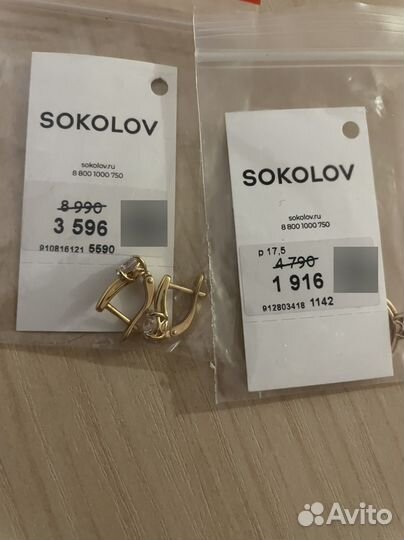 SOKOLOV
sokolov.ru
8 800 1000 750
8 990
3 596
910816121 5590
SOKOLOV
sokolov.ru
8 800 1000 750
р 17,5
4 790
1 916
912803418 1142
Avito